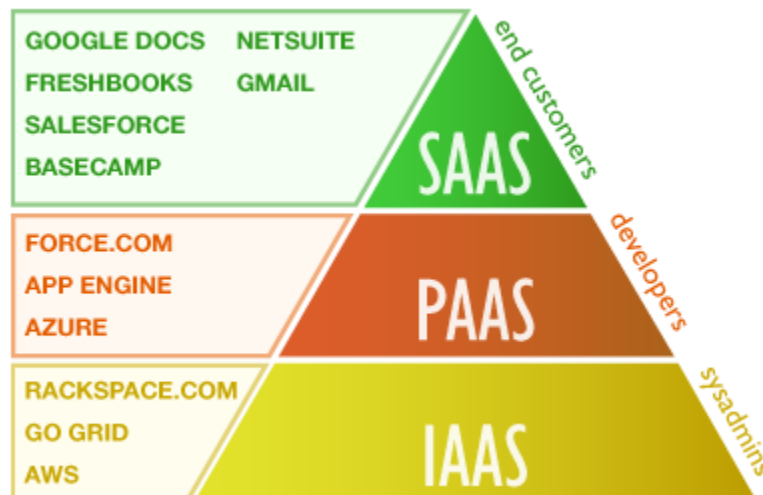 GOOGLE DOCS NETSUITE
FRESHBOOKS GMAIL
SALESFORCE
BASECAMP
SAAS
end customers
FORCE.COM
APP ENGINE
AZURE
PAAS
developers
RACKSPACE.COM
GO GRID
AWS
IAAS
sysadmins